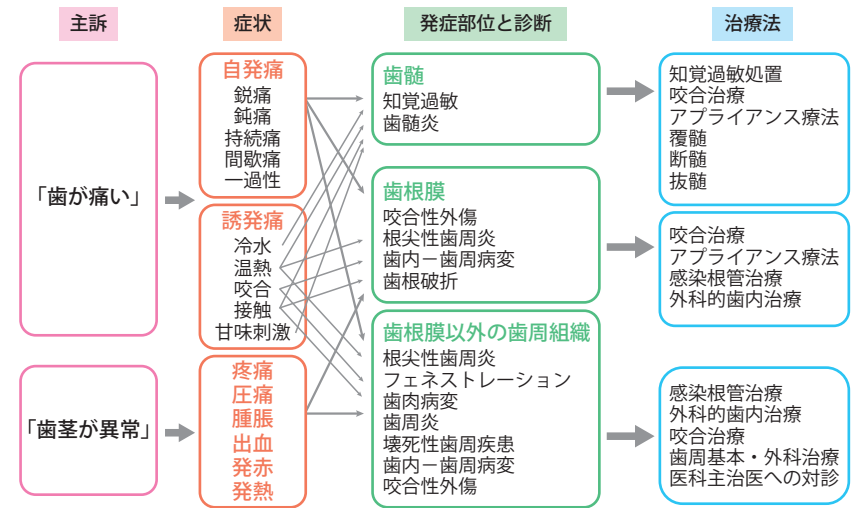 主訴
症状
発症部位と診断
治療法
「歯が痛い」
「歯茎が異常」
自発痛
鋭痛
鈍痛
持続痛
間歇痛
一過性
誘発痛
冷水
温熱
咬合
接触
甘味刺激
疼痛
圧痛
腫脹
出血
発赤
発熱
歯髄
知覚過敏
歯髄炎
歯根膜
咬合性外傷
根尖性歯周炎
歯内－歯周病変
歯根破折
歯根膜以外の歯周組織
根尖性歯周炎
フェネストレーション
歯肉病変
歯周炎
壊死性歯周疾患
歯内－歯周病変
咬合性外傷
知覚過敏処置
咬合治療
アプライアンス療法
覆髄
断髄
抜髄
咬合治療
アプライアンス療法
感染根管治療
外科的歯内治療
感染根管治療
外科的歯内治療
咬合治療
歯周基本・外科治療
医科主治医への対診